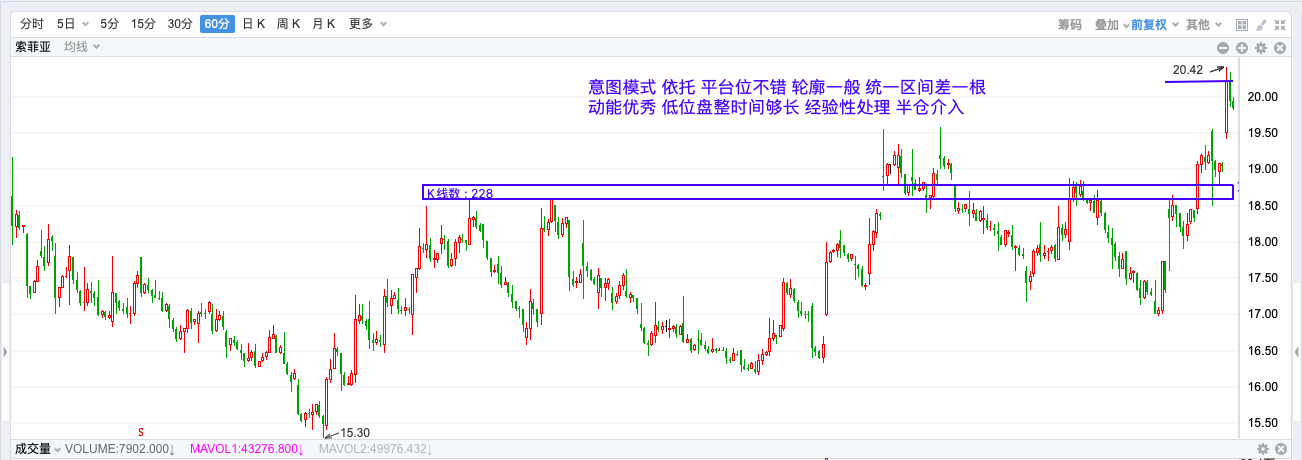 分时 5日 5分 15分 30分 60分 日K 周K 月K 更多 筹码 叠加 前复权 其他
索菲亚 均线
20.42
意图模式 依托 平台位不错 轮廓一般 统一区间差一根
动能优秀 低位盘整时间够长 经验性处理 半仓介入
20.00
19.50
19.00
K线数 : 228
18.50
18.00
17.50
17.00
16.50
16.00
15.50
S
15.30
成交量 VOLUME:7902.000↓ MAVOL1:43276.800↓ MAVOL2:49976.432↓